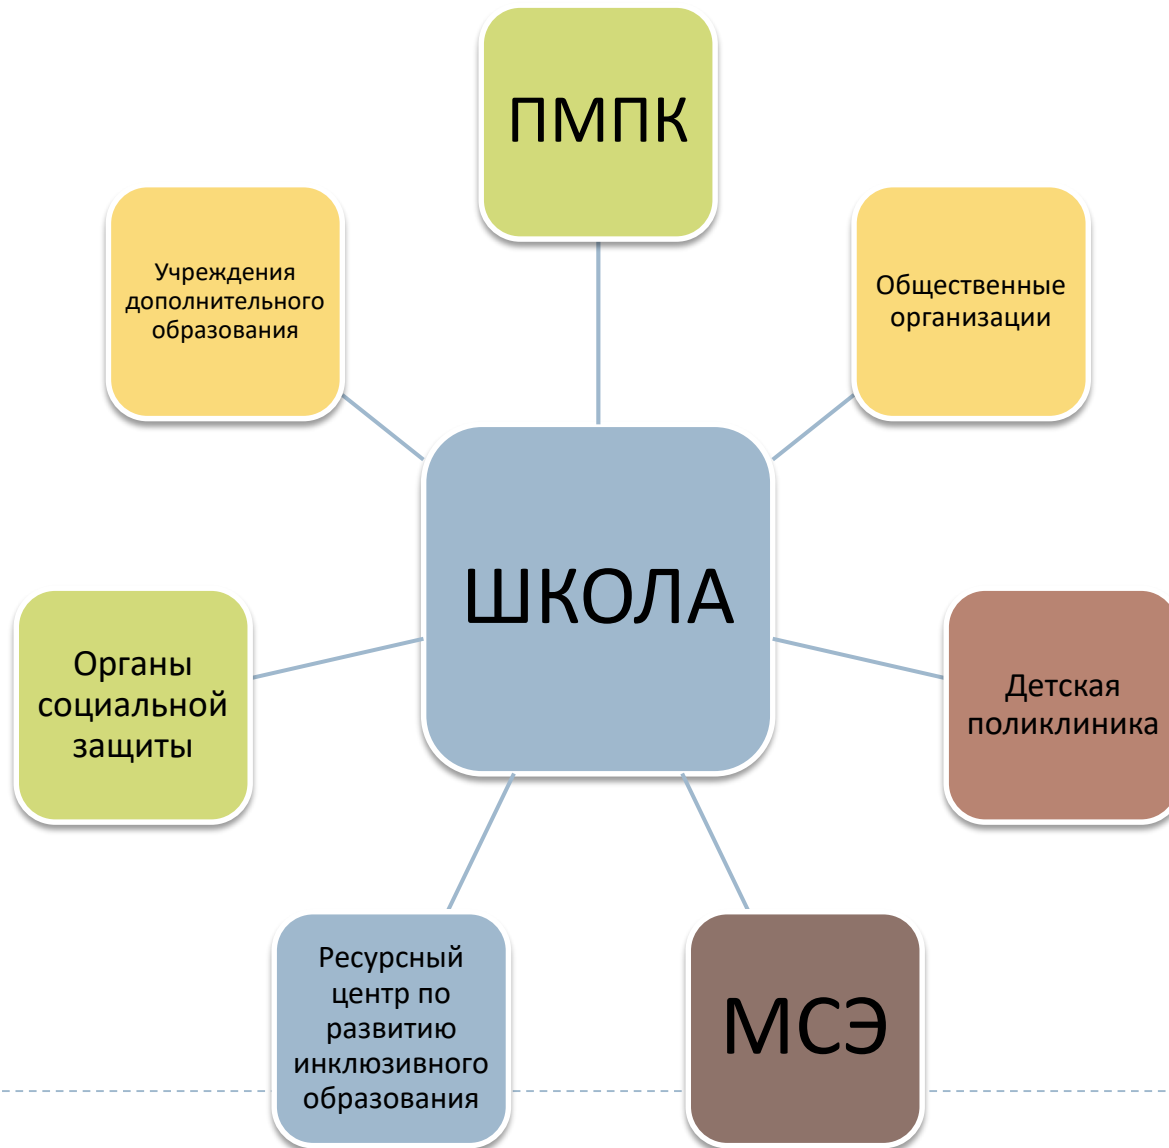 ПМПК
Учреждения
дополнительного
образования
Общественные
организации
ШКОЛА
Органы
социальной
защиты
Детская
поликлиника
Ресурсный
центр по
развитию
инклюзивного
образования
МСЭ